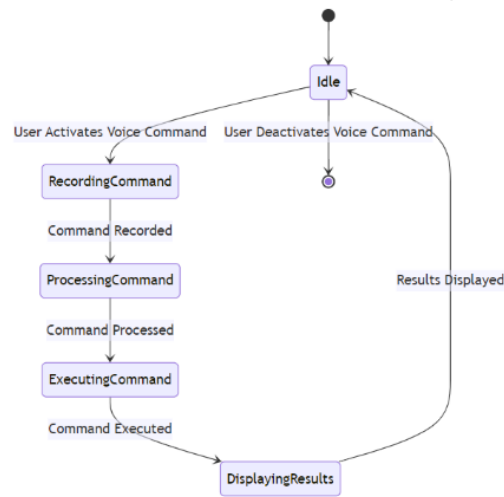 Idle
User Activates Voice Command
User Deactivates Voice Command
RecordingCommand
Command Recorded
ProcessingCommand
Results Displayed
Command Processed
ExecutingCommand
Command Executed
DisplayingResults